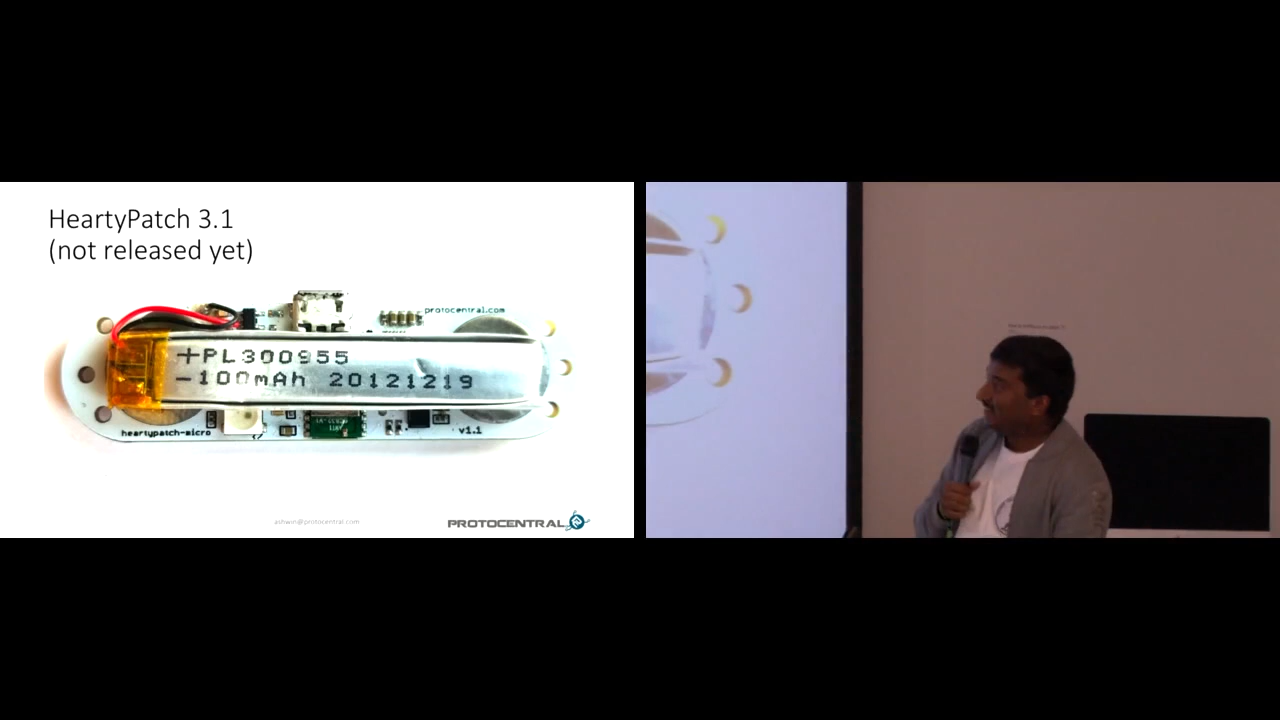 HeartyPatch 3.1
(not released yet)
protocentral.com
+PL300955
-100mAh 20121219
heartypatch-micro
v1.1
ashwin@protocentral.com
PROTOCENTRAL